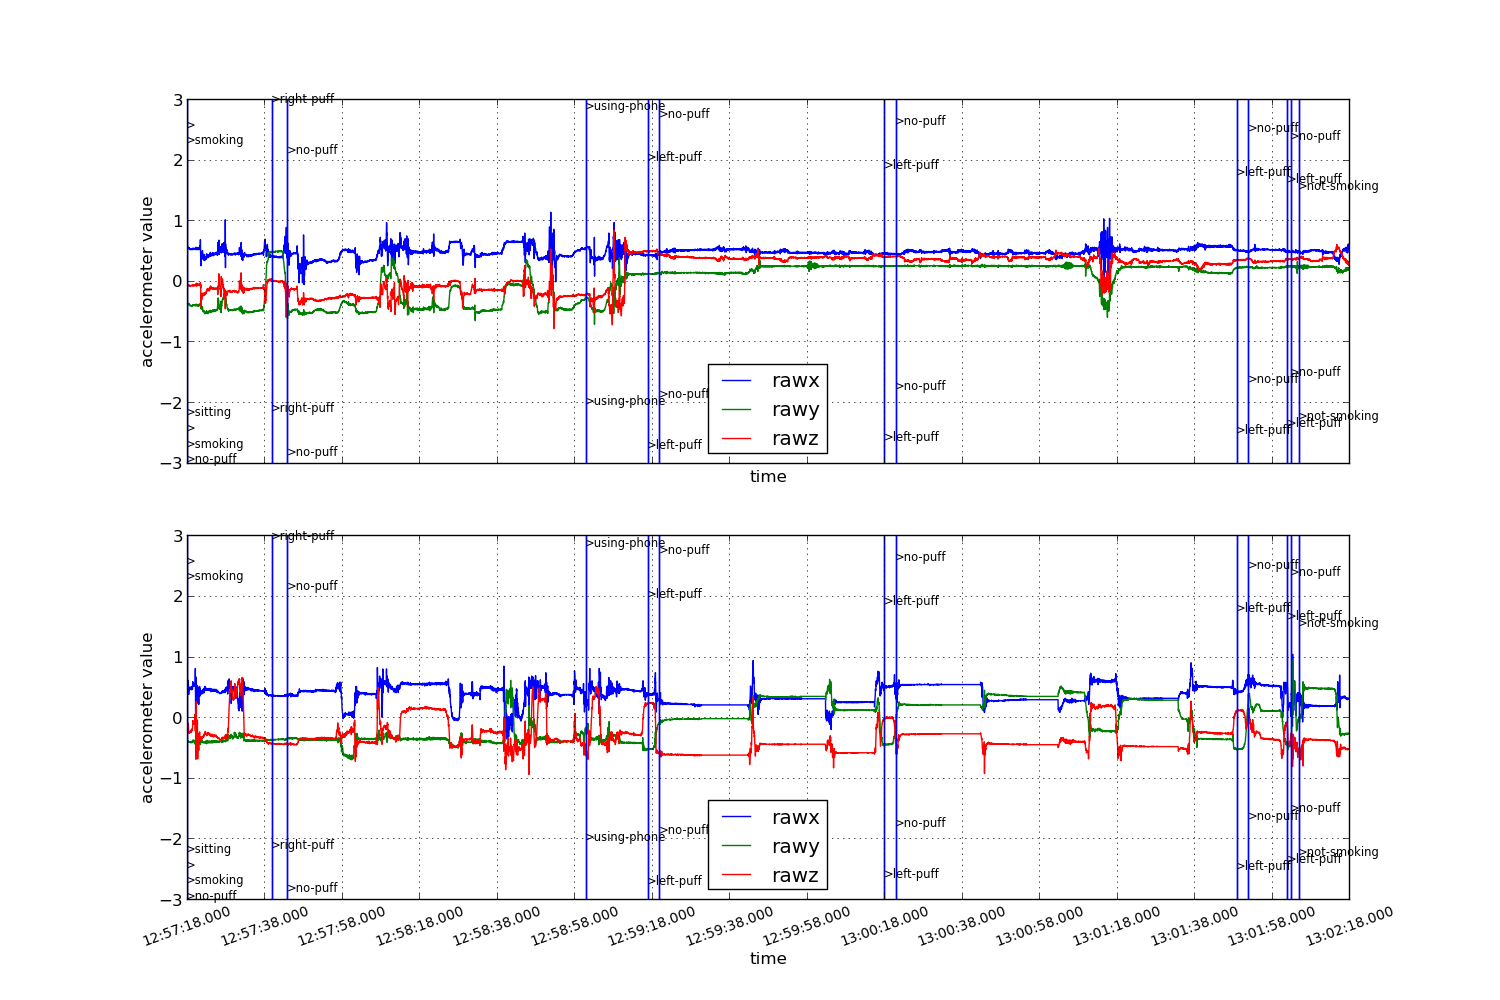 3
>right-puff
>using-phone
>no-puff
>no-puff
>
>no-puff
>no-puff
>smoking
>no-puff
2
>left-puff
>left-puff
>left-puff
>left-puff
>not-smoking
1
0
−1
>no-puff
>no-puff
>no-puff
>no-puff
−2
>using-phone
>right-puff
>sitting
>not-smoking
>left-puff
>
>left-puff
>left-puff
>smoking
>left-puff
>no-puff
>no-puff
−3
accelerometer value
rawx
rawy
rawz
time
3
>right-puff
>using-phone
>no-puff
>no-puff
>
>no-puff
>no-puff
>smoking
>no-puff
2
>left-puff
>left-puff
>left-puff
>left-puff
>not-smoking
1
0
−1
>no-puff
>no-puff
>no-puff
>no-puff
−2
>using-phone
>right-puff
>sitting
>not-smoking
>left-puff
>
>left-puff
>left-puff
>smoking
>left-puff
>no-puff
>no-puff
−3
accelerometer value
rawx
rawy
rawz
12:57:18.000
12:57:38.000
12:57:58.000
12:58:18.000
12:58:38.000
12:58:58.000
12:59:18.000
12:59:38.000
12:59:58.000
13:00:18.000
13:00:38.000
13:00:58.000
13:01:18.000
13:01:38.000
13:01:58.000
13:02:18.000
time